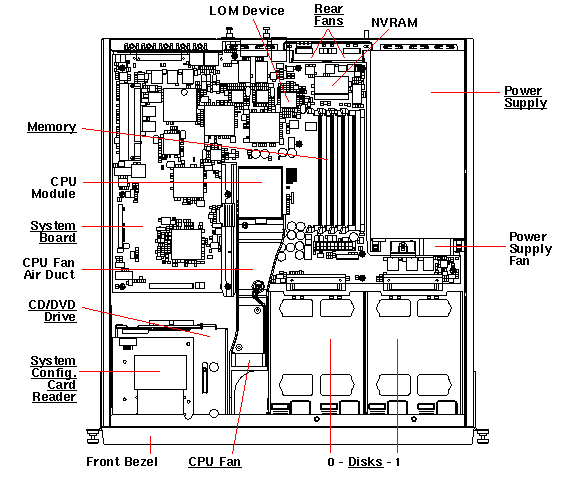 LOM Device
Rear
Fans
NVRAM
Power
Supply
Memory
CPU
Module
System
Board
Power
Supply
Fan
CPU Fan
Air Duct
CD/DVD
Drive
System
Config.
Card
Reader
Front Bezel
CPU Fan
0 - Disks - 1